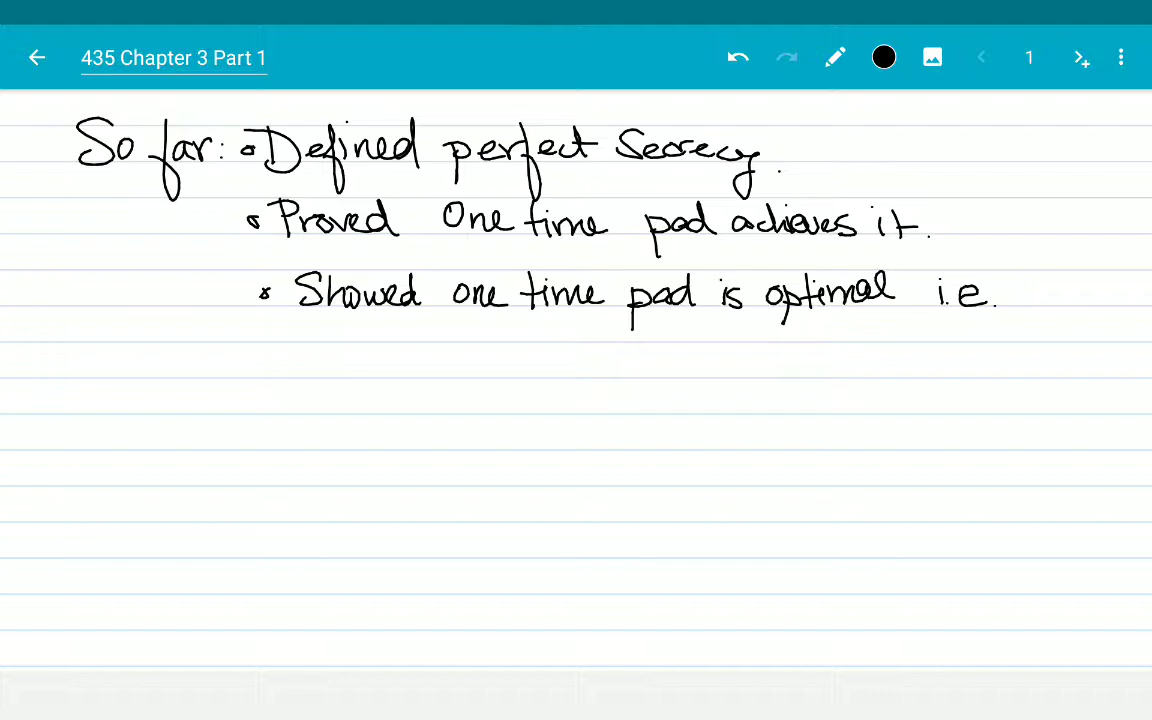 435 Chapter 3 Part 1
1
So far: • Defined perfect Secrecy.
• Proved One time pad achieves it.
• Showed one time pad is optimal i.e.